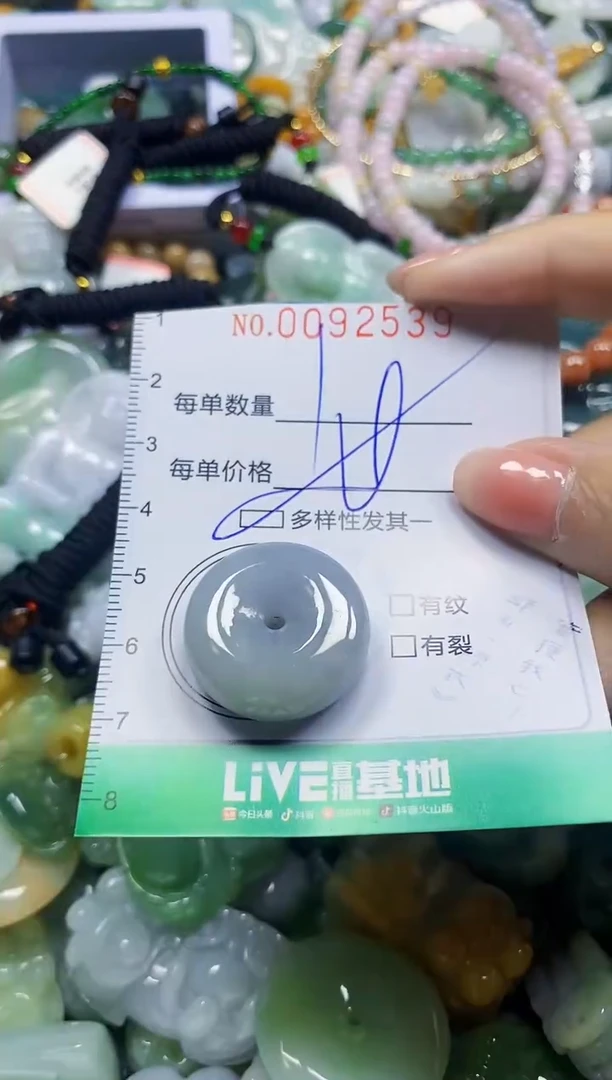 1
NO.0092539
2
每单数量
3
每单价格
4
多样性发其一
5
有纹
6
有裂
7
LiVE直播基地
8
今日头条 抖音 抖音火山版